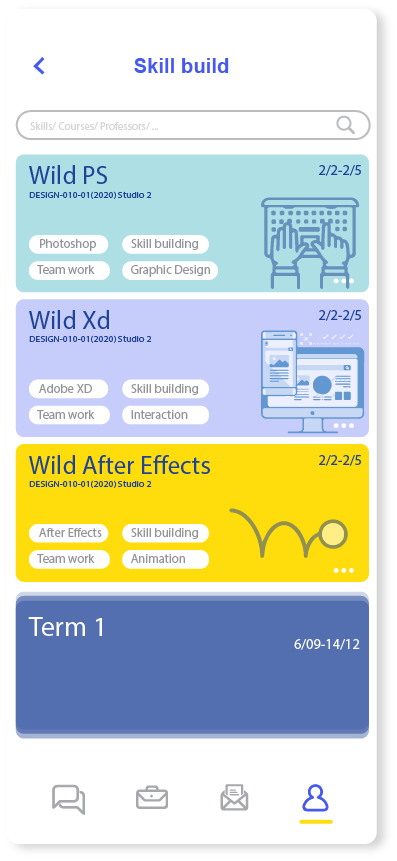 Skill build
Skills/ Courses/ Professors/ ...
Wild PS
2/2-2/5
DESIGN-010-01(2020) Studio 2
Photoshop
Skill building
Team work
Graphic Design
Wild Xd
2/2-2/5
DESIGN-010-01(2020) Studio 2
Adobe XD
Skill building
Team work
Interaction
Wild After Effects
2/2-2/5
DESIGN-010-01(2020) Studio 2
After Effects
Skill building
Team work
Animation
Term 1
6/09-14/12